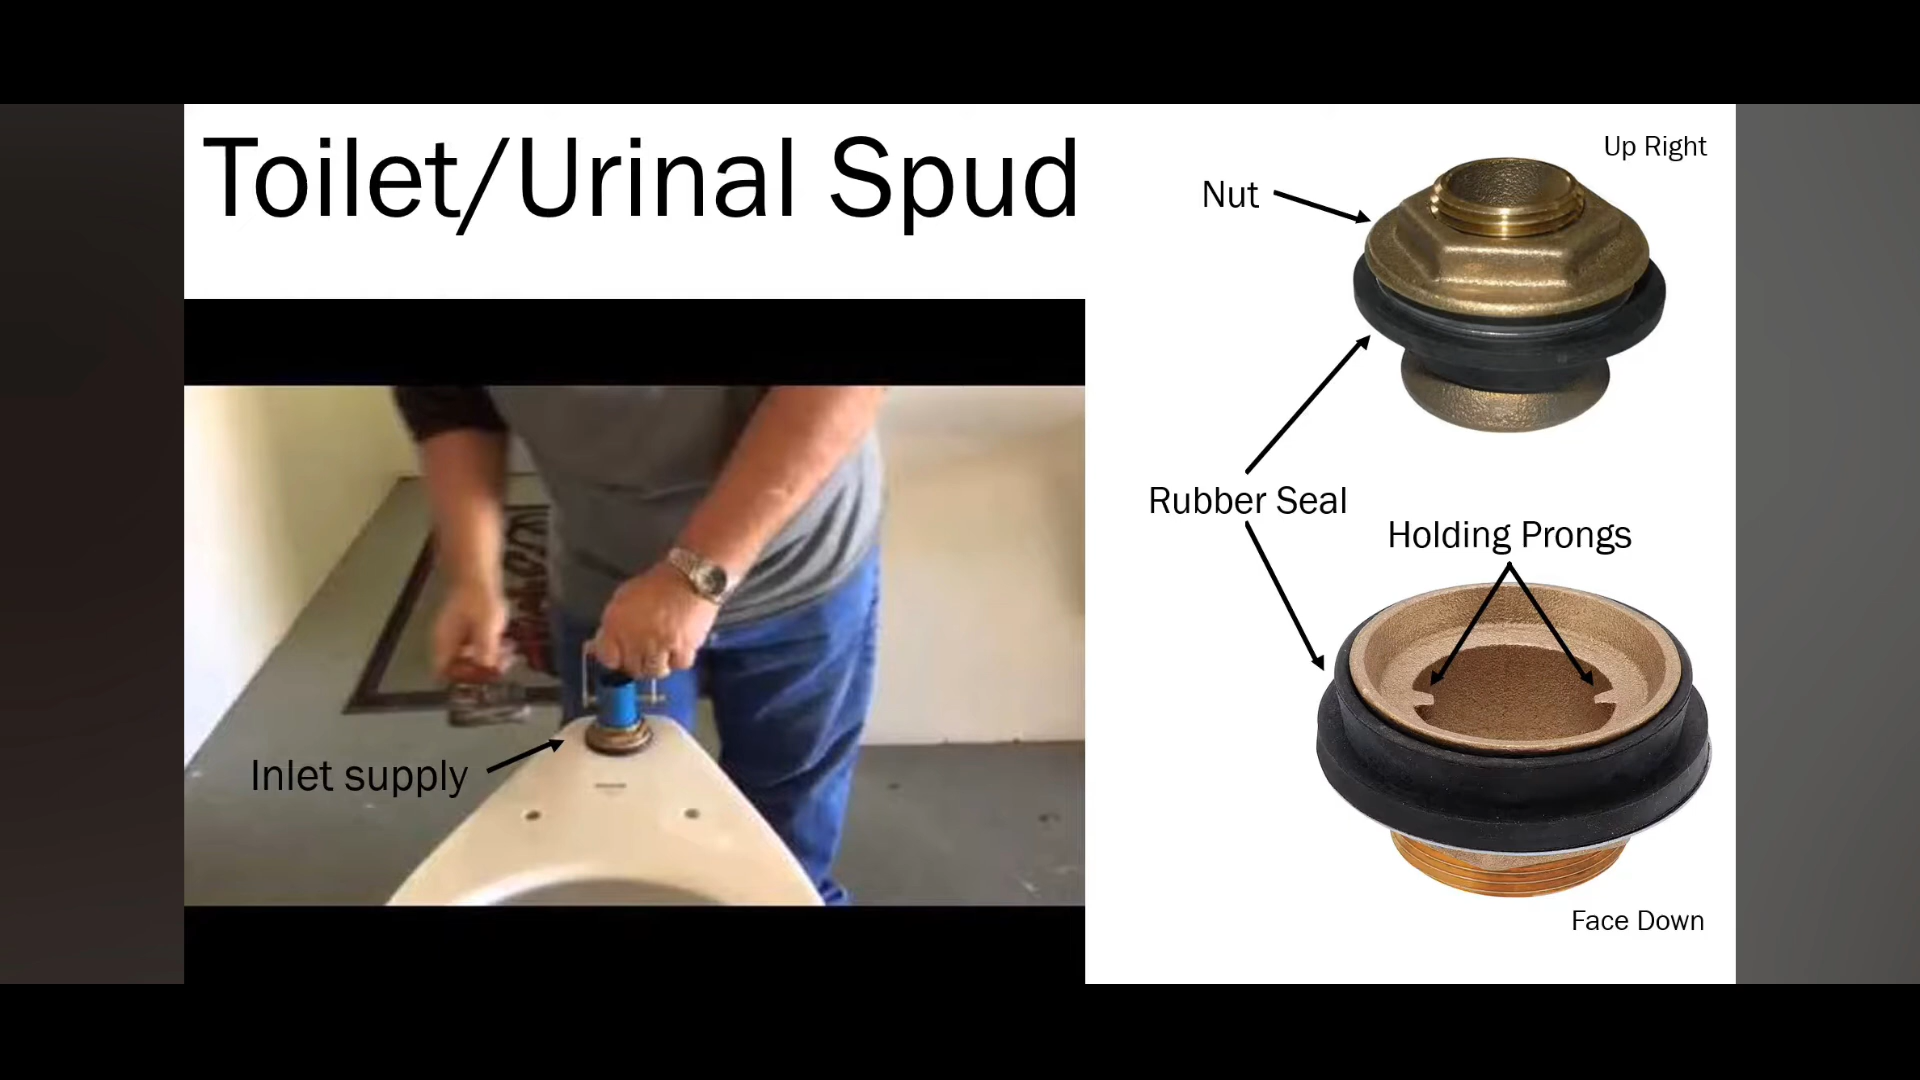 Toilet/Urinal Spud
Up Right
Nut
Rubber Seal
Holding Prongs
Inlet supply
Face Down